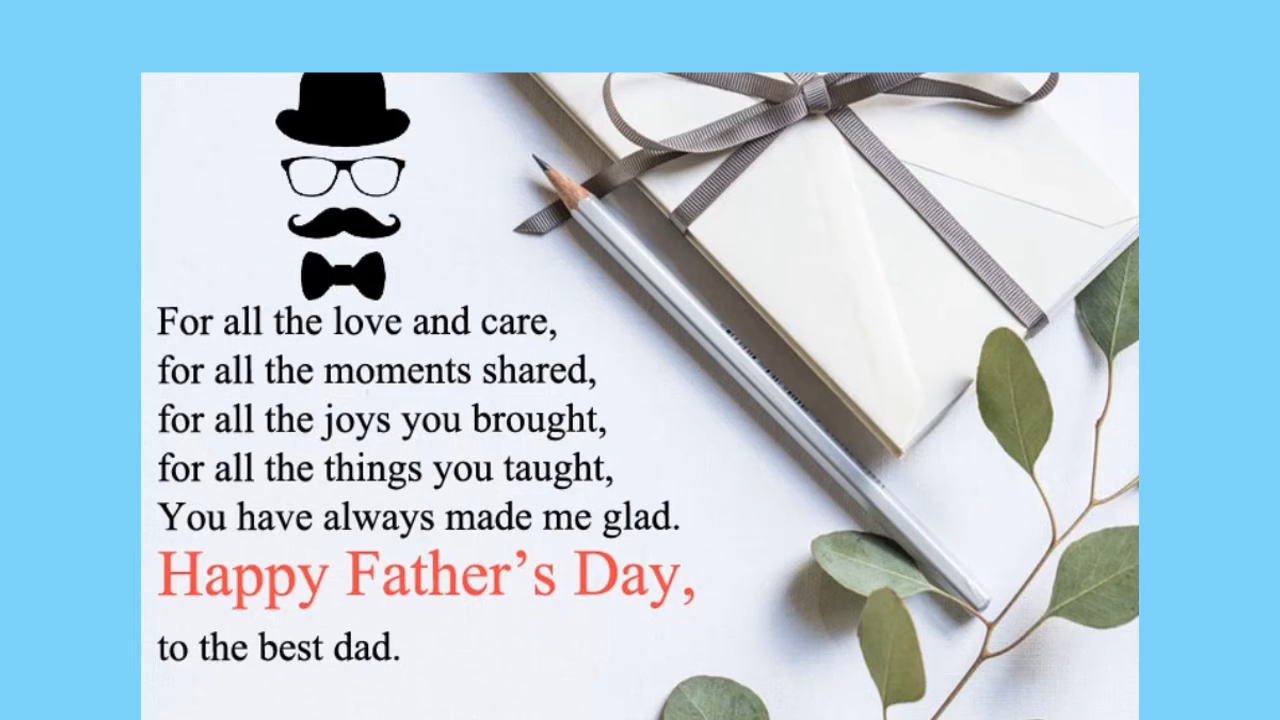 For all the love and care,
for all the moments shared,
for all the joys you brought,
for all the things you taught,
You have always made me glad.
Happy Father’s Day,
to the best dad.